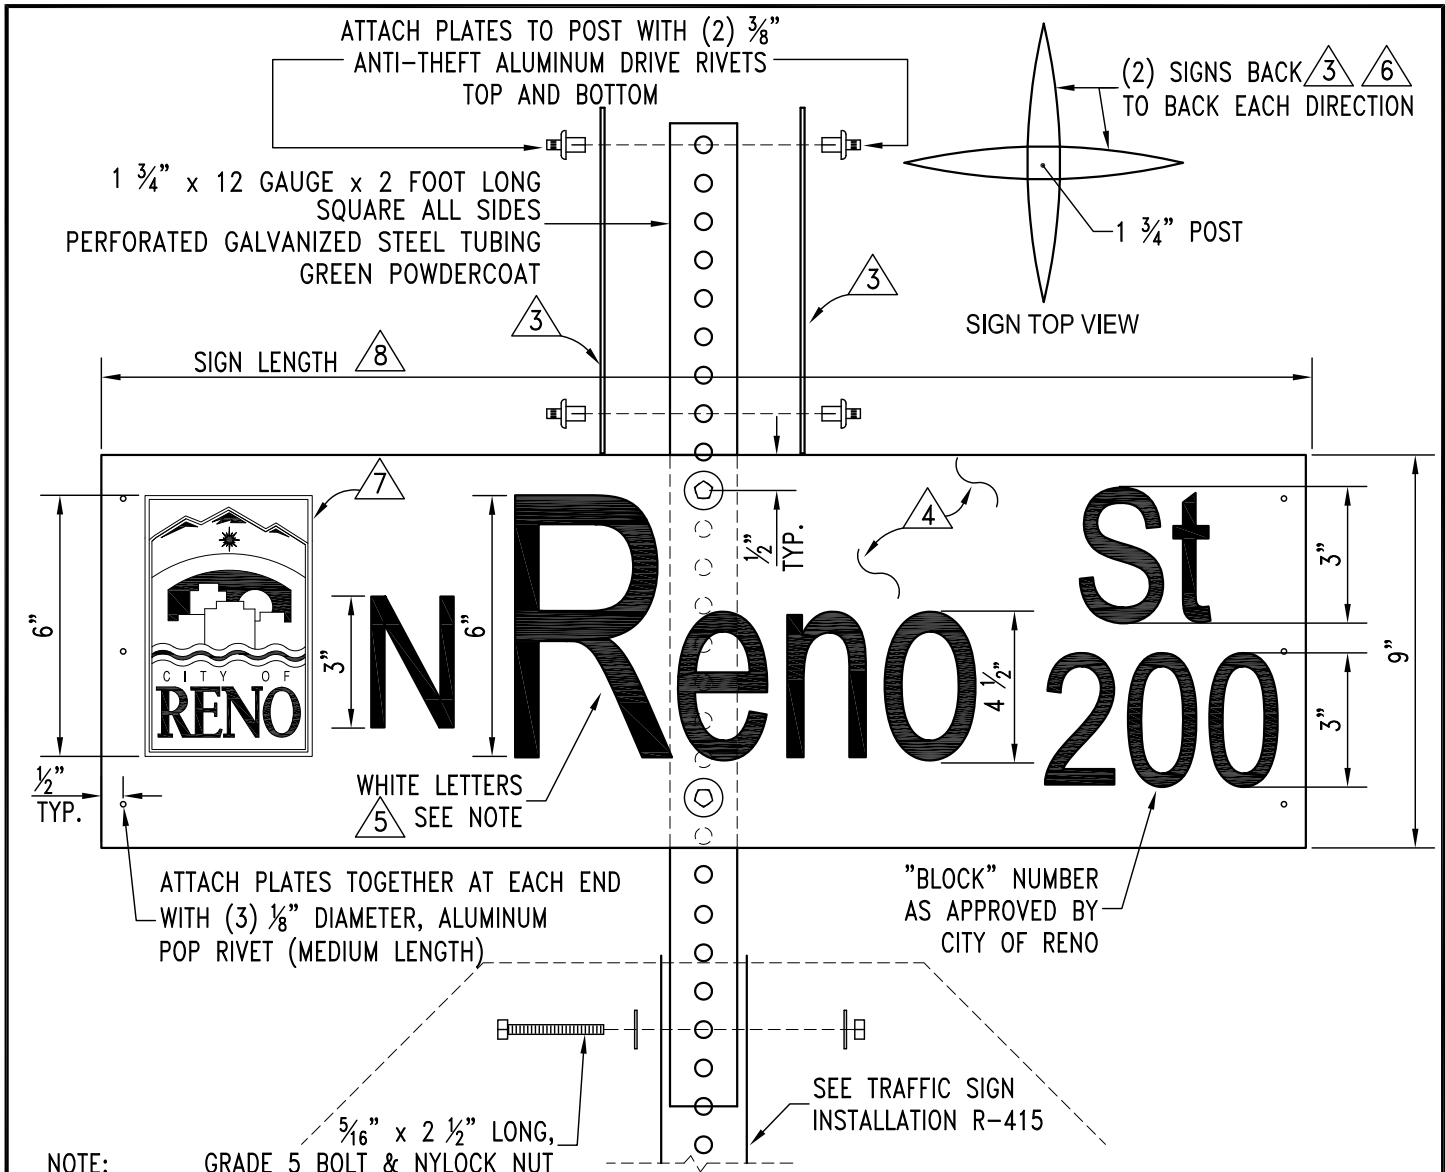 ATTACH PLATES TO POST WITH (2) 3/8"
ANTI-THEFT ALUMINUM DRIVE RIVETS
TOP AND BOTTOM
(2) SIGNS BACK 3 6
TO BACK EACH DIRECTION
1 3/4" x 12 GAUGE x 2 FOOT LONG
SQUARE ALL SIDES
PERFORATED GALVANIZED STEEL TUBING
GREEN POWDERCOAT
1 3/4" POST
SIGN TOP VIEW
3
3
SIGN LENGTH 8
7
4
1/2"
TYP.
6"
CITY OF
RENO
3"
N
6"
Reno
4 1/2"
St
200
3"
3"
9"
1/2"
TYP.
WHITE LETTERS
5 SEE NOTE
ATTACH PLATES TOGETHER AT EACH END
WITH (3) 1/8" DIAMETER, ALUMINUM
POP RIVET (MEDIUM LENGTH)
"BLOCK" NUMBER
AS APPROVED BY
CITY OF RENO
SEE TRAFFIC SIGN
INSTALLATION R-415
5/16" x 2 1/2" LONG,
GRADE 5 BOLT & NYLOCK NUT
NOTE: